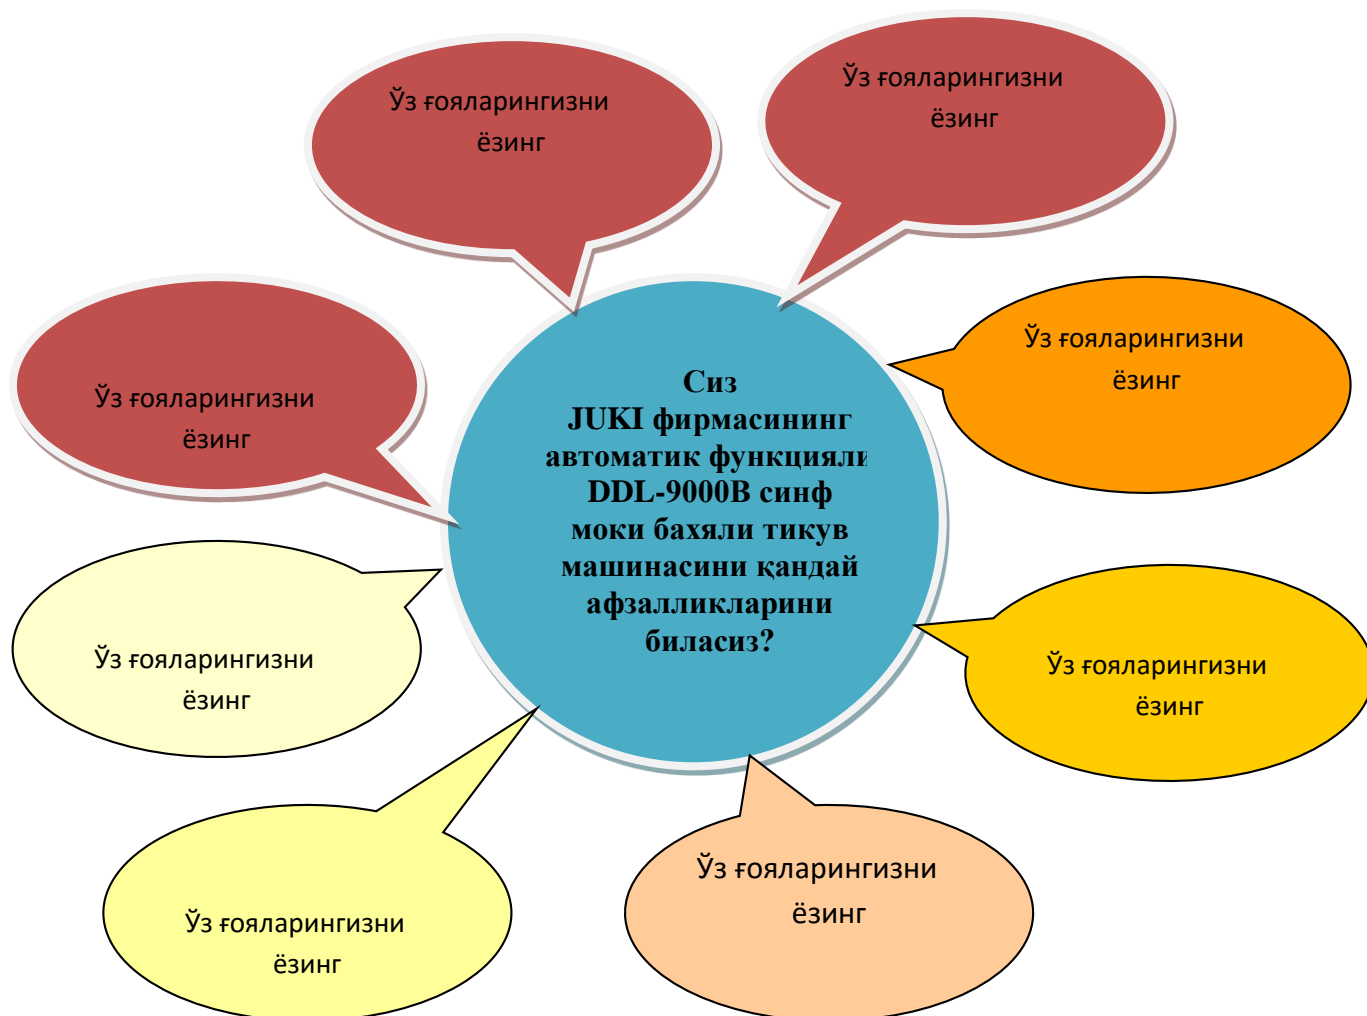 Ўз ғояларингизни
ёзинг
Ўз ғояларингизни
ёзинг
Ўз ғояларингизни
ёзинг
Ўз ғояларингизни
ёзинг
Сиз
JUKI фирмасининг
автоматик функцияли
DDL-9000B синф
моки бахяли тикув
машинасини қандай
афзалликларини
биласиз?
Ўз ғояларингизни
ёзинг
Ўз ғояларингизни
ёзинг
Ўз ғояларингизни
ёзинг
Ўз ғояларингизни
ёзинг